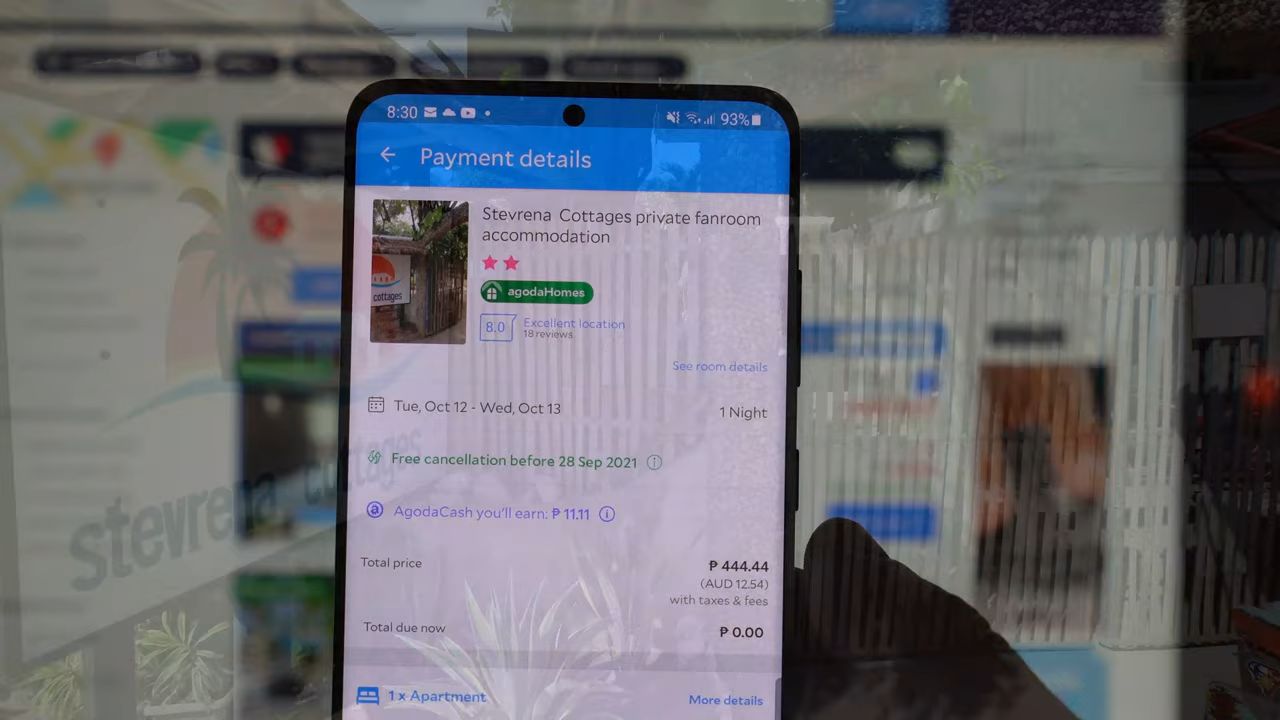 8:30
93%
Payment details
Stevrena Cottages private fanroom
accommodation
cottages
agodaHomes
8.0
Excellent location
18 reviews
See room details
Tue, Oct 12 - Wed, Oct 13
1 Night
Free cancellation before 28 Sep 2021
a AgodaCash you'll earn: ₱ 11.11
Total price
₱ 444.44
(AUD 12.54)
with taxes & fees
Total due now
₱ 0.00
1 x Apartment
More details
stevrena cottages